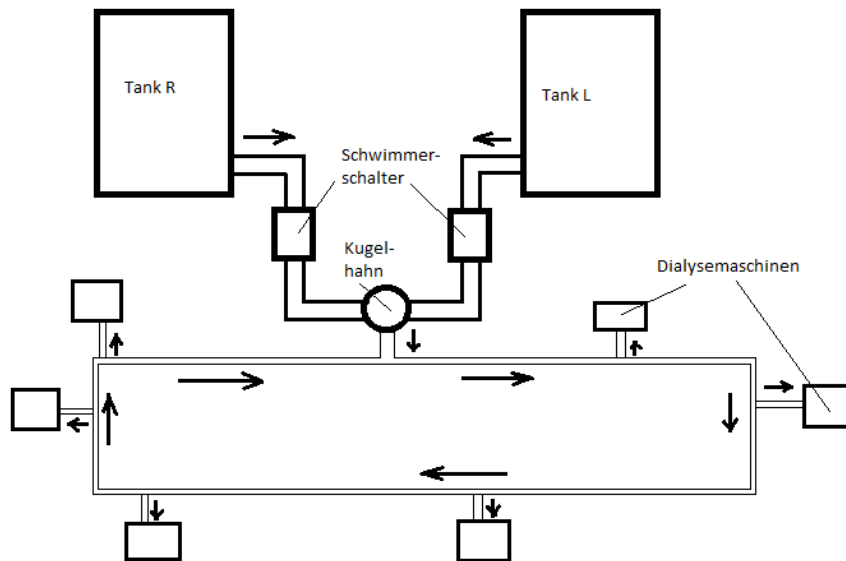 Tank R
Tank L
Schwimmer-
schalter
Kugel-
hahn
Dialysemaschinen